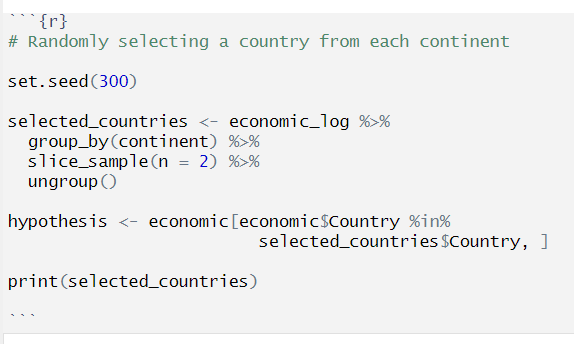 ```{r}
# Randomly selecting a country from each continent
set.seed(300)
selected_countries <- economic_log %>%
  group_by(continent) %>%
  slice_sample(n = 2) %>%
  ungroup()
hypothesis <- economic[economic$Country %in%
                         selected_countries$Country, ]
print(selected_countries)
```